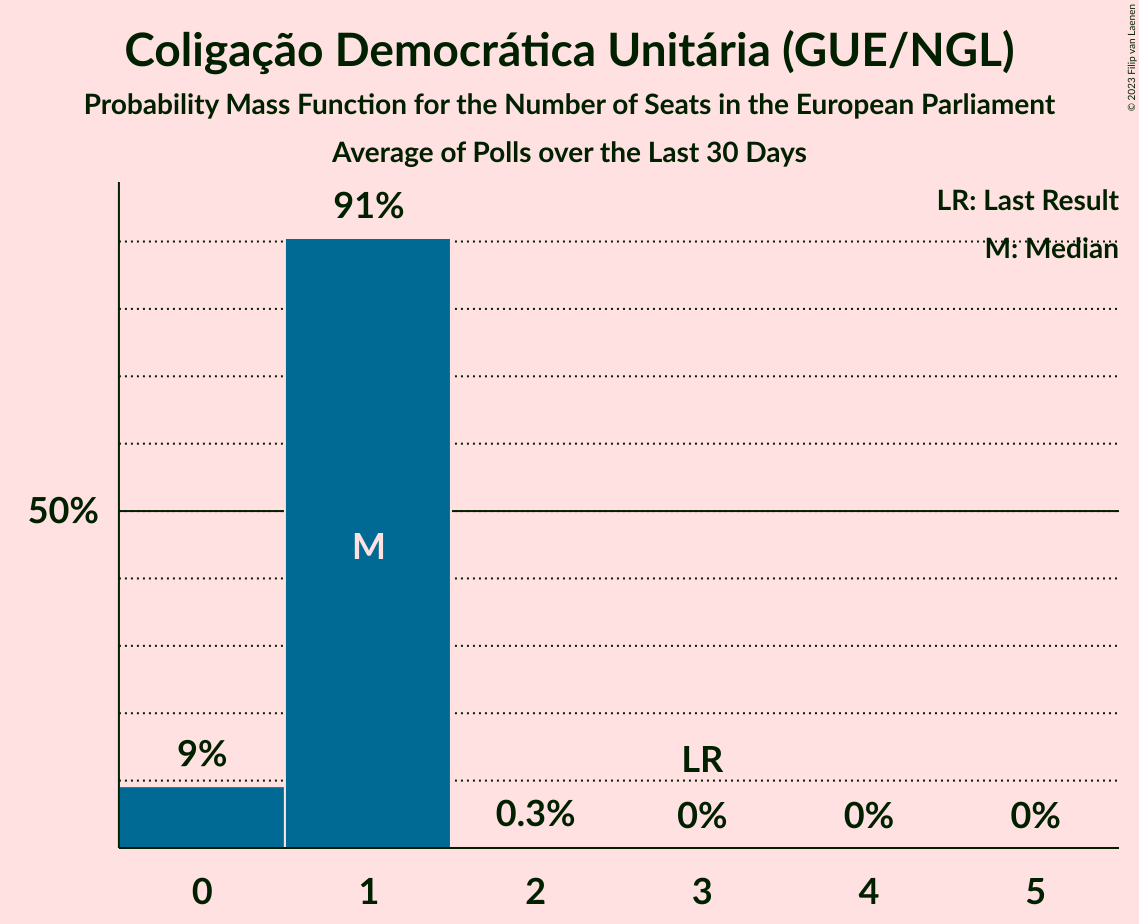 Coligação Democrática Unitária (GUE/NGL)
Probability Mass Function for the Number of Seats in the European Parliament
Average of Polls over the Last 30 Days
© 2023 Filip van Laenen
LR: Last Result
M: Median
91%
50%
M
9%
LR
0.3%
0%
0%
0%
0
1
2
3
4
5